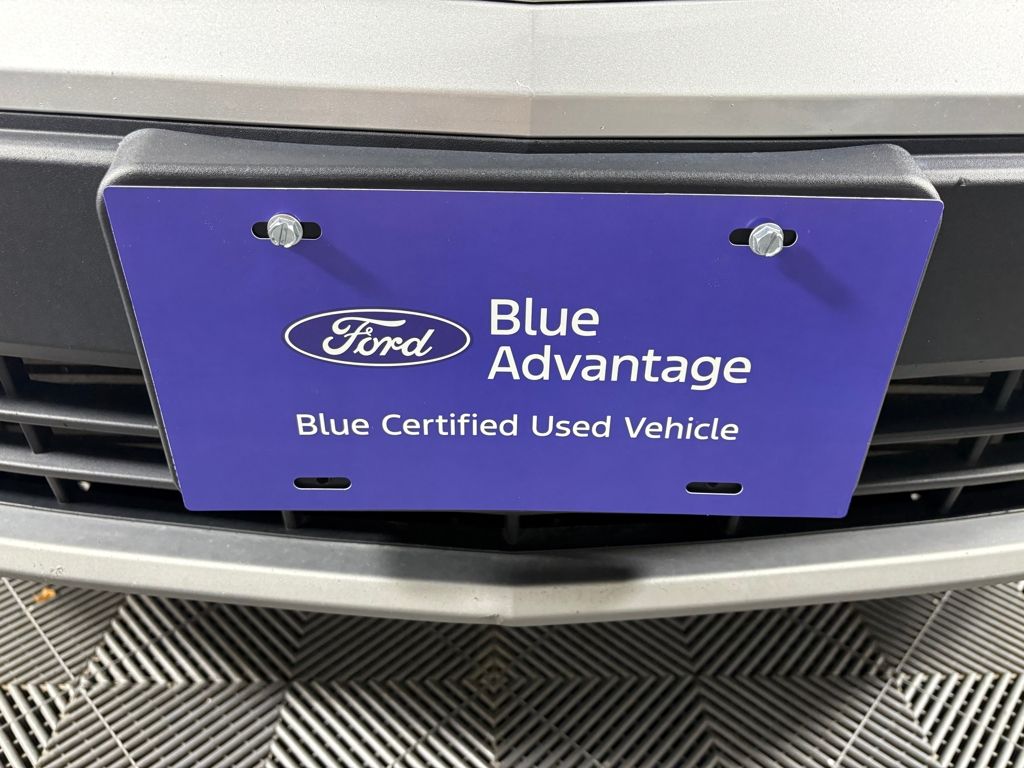 Ford
Blue
Advantage
Blue Certified Used Vehicle